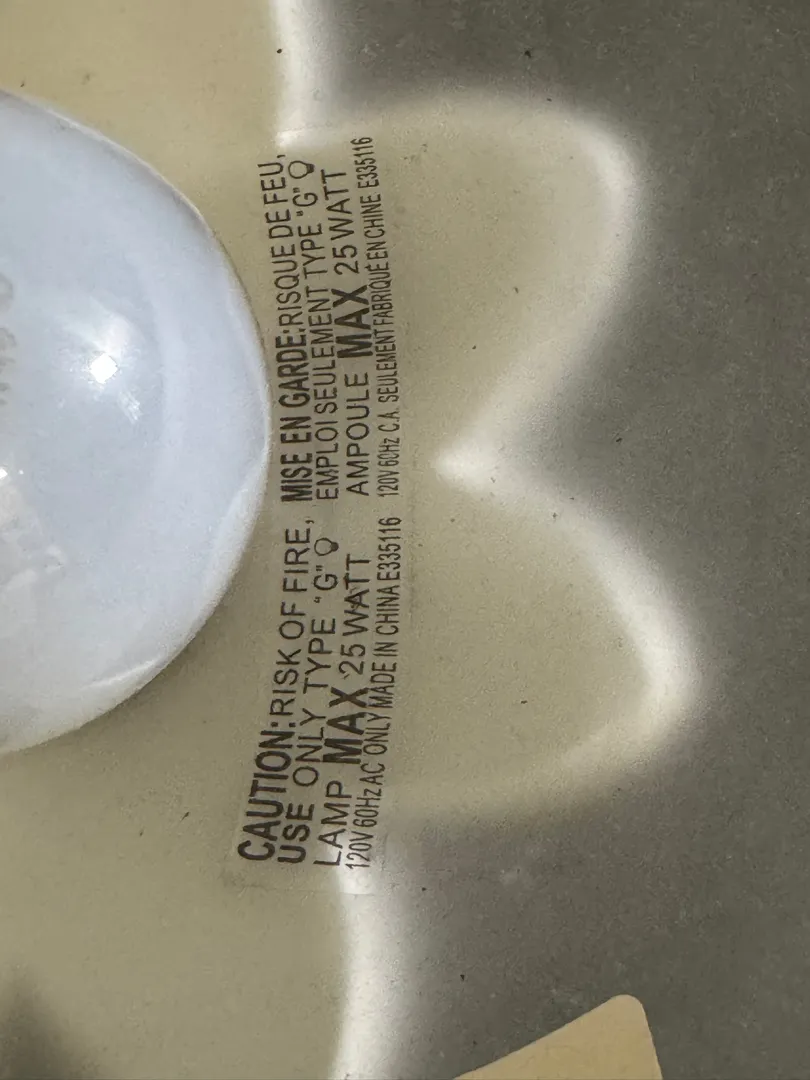 CAUTION: RISK OF FIRE,
USE ONLY TYPE "G"
LAMP MAX 25 WATT
120V 60Hz AC ONLY MADE IN CHINA E335116
MISE EN GARDE: RISQUE DE FEU,
EMPLOI SEULEMENT TYPE "G"
AMPOULE MAX 25 WATT
120V 60Hz C.A. SEULEMENT FABRIQUÉ EN CHINE E335116